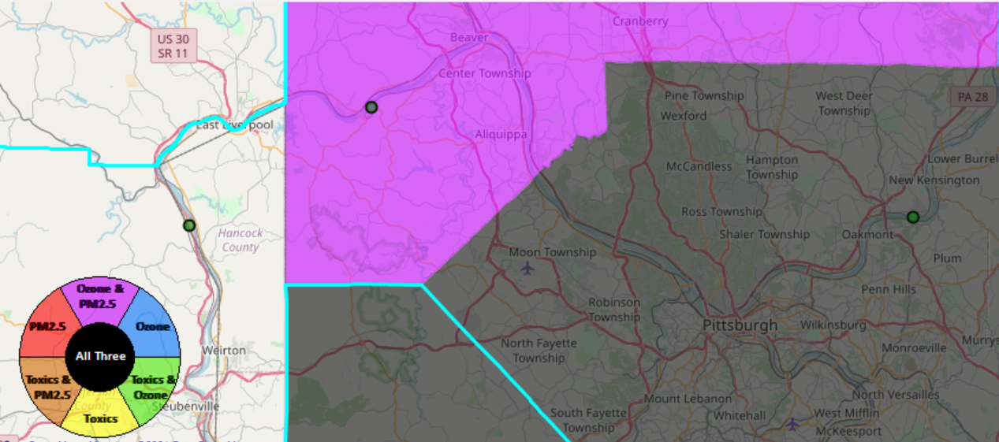 Cranberry
US 30
SR 11
Beaver
Center Township
PA 28
Pine Township
West Deer
Township
Wexford
East Liverpool
Aliquippa
Lower Burrel
Hampton
Township
McCandless
New Kensington
Ross Township
Hancock
County
Shaler Township
Oakmont
Moon Township
Plum
Ozone &
PM2.5
Penn Hills
Robinson
Township
PM2.5
Ozone
Pittsburgh
Wilkinsburg
Murrys
North Fayette
Township
Weirton
Monroeville
All Three
Toxics &
PM2.5
Toxics &
Ozone
North Versailles
Mount Lebanon
County
Steubenville
South Fayette
Township
Whitehall
West Mifflin
Toxics
McKeesport